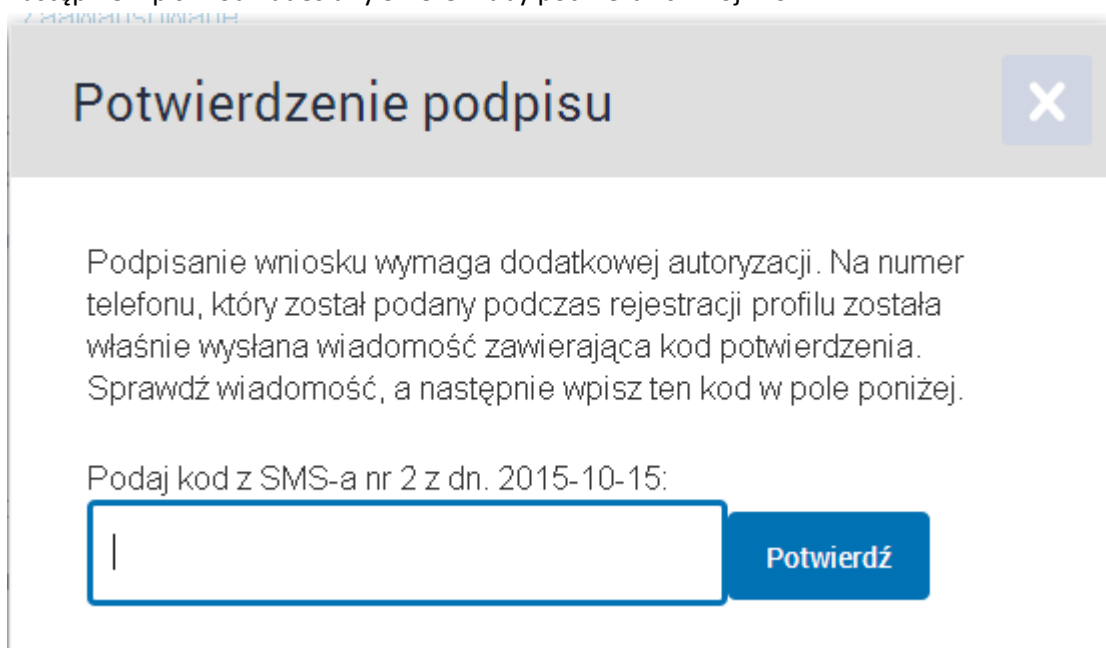 Zaawansowane
Potwierdzenie podpisu
Podpisanie wniosku wymaga dodatkowej autoryzacji. Na numer
telefonu, który został podany podczas rejestracji profilu została
właśnie wysłana wiadomość zawierająca kod potwierdzenia.
Sprawdź wiadomość, a następnie wpisz ten kod w pole poniżej.
Podaj kod z SMS-a nr 2 z dn. 2015-10-15:
Potwierdź